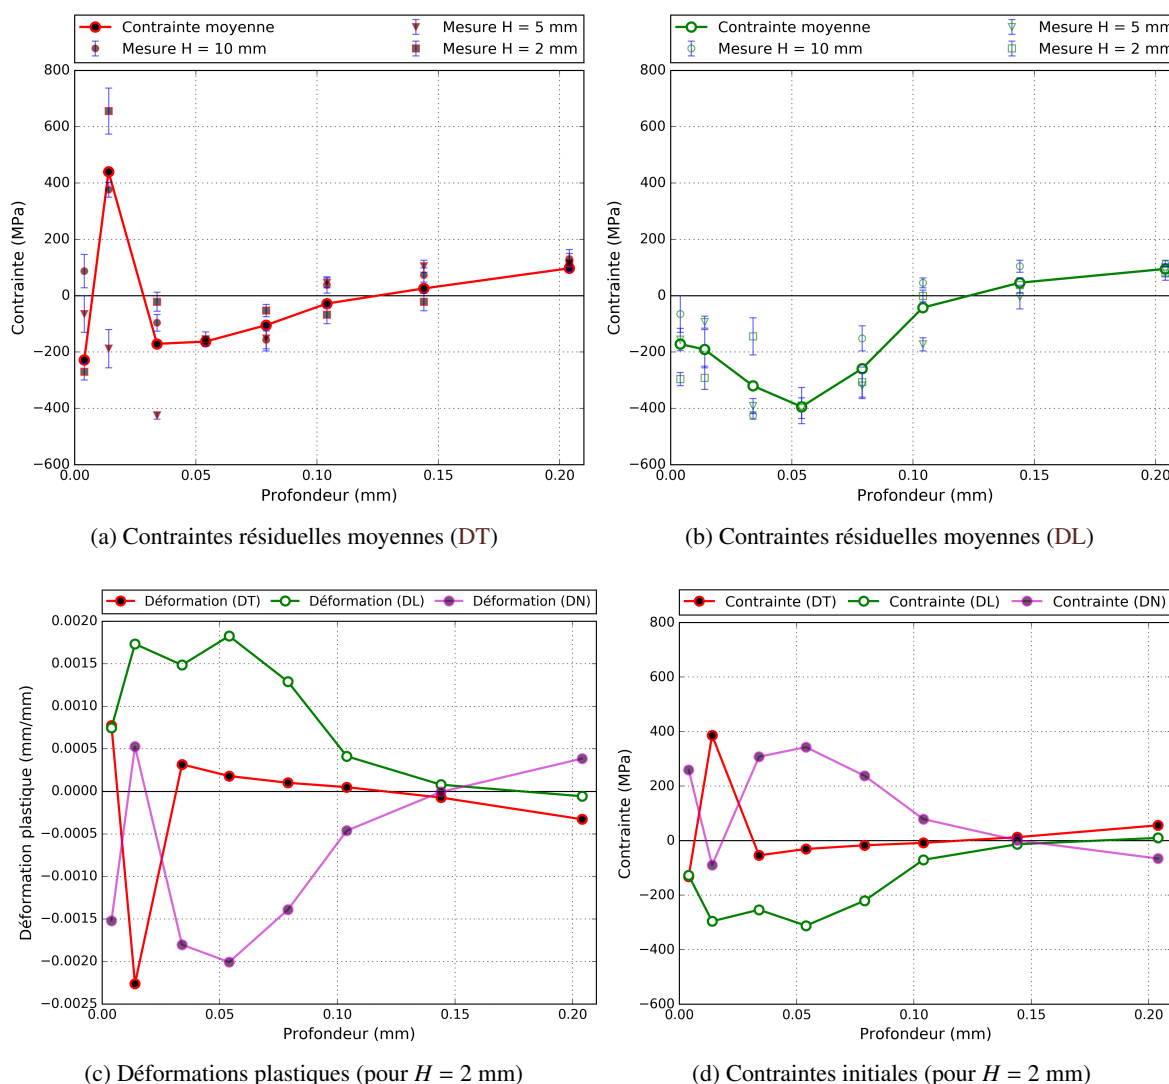 Contrainte moyenne
Mesure H = 10 mm
Mesure H = 5 mm
Mesure H = 2 mm
800
600
400
200
0
−200
−400
−600
Contrainte (MPa)
0.00 0.05 0.10 0.15 0.20
Profondeur (mm)
(a) Contraintes résiduelles moyennes (DT)
Contrainte moyenne
Mesure H = 10 mm
Mesure H = 5 mm
Mesure H = 2 mm
800
600
400
200
0
−200
−400
−600
Contrainte (MPa)
0.00 0.05 0.10 0.15 0.20
Profondeur (mm)
(b) Contraintes résiduelles moyennes (DL)
Déformation (DT) Déformation (DL) Déformation (DN)
0.0020
0.0015
0.0010
0.0005
0.0000
−0.0005
−0.0010
−0.0015
−0.0020
−0.0025
Déformation plastique (mm/mm)
0.00 0.05 0.10 0.15 0.20
Profondeur (mm)
(c) Déformations plastiques (pour H = 2 mm)
Contrainte (DT) Contrainte (DL) Contrainte (DN)
800
600
400
200
0
−200
−400
−600
Contrainte (MPa)
0.00 0.05 0.10 0.15 0.20
Profondeur (mm)
(d) Contraintes initiales (pour H = 2 mm)